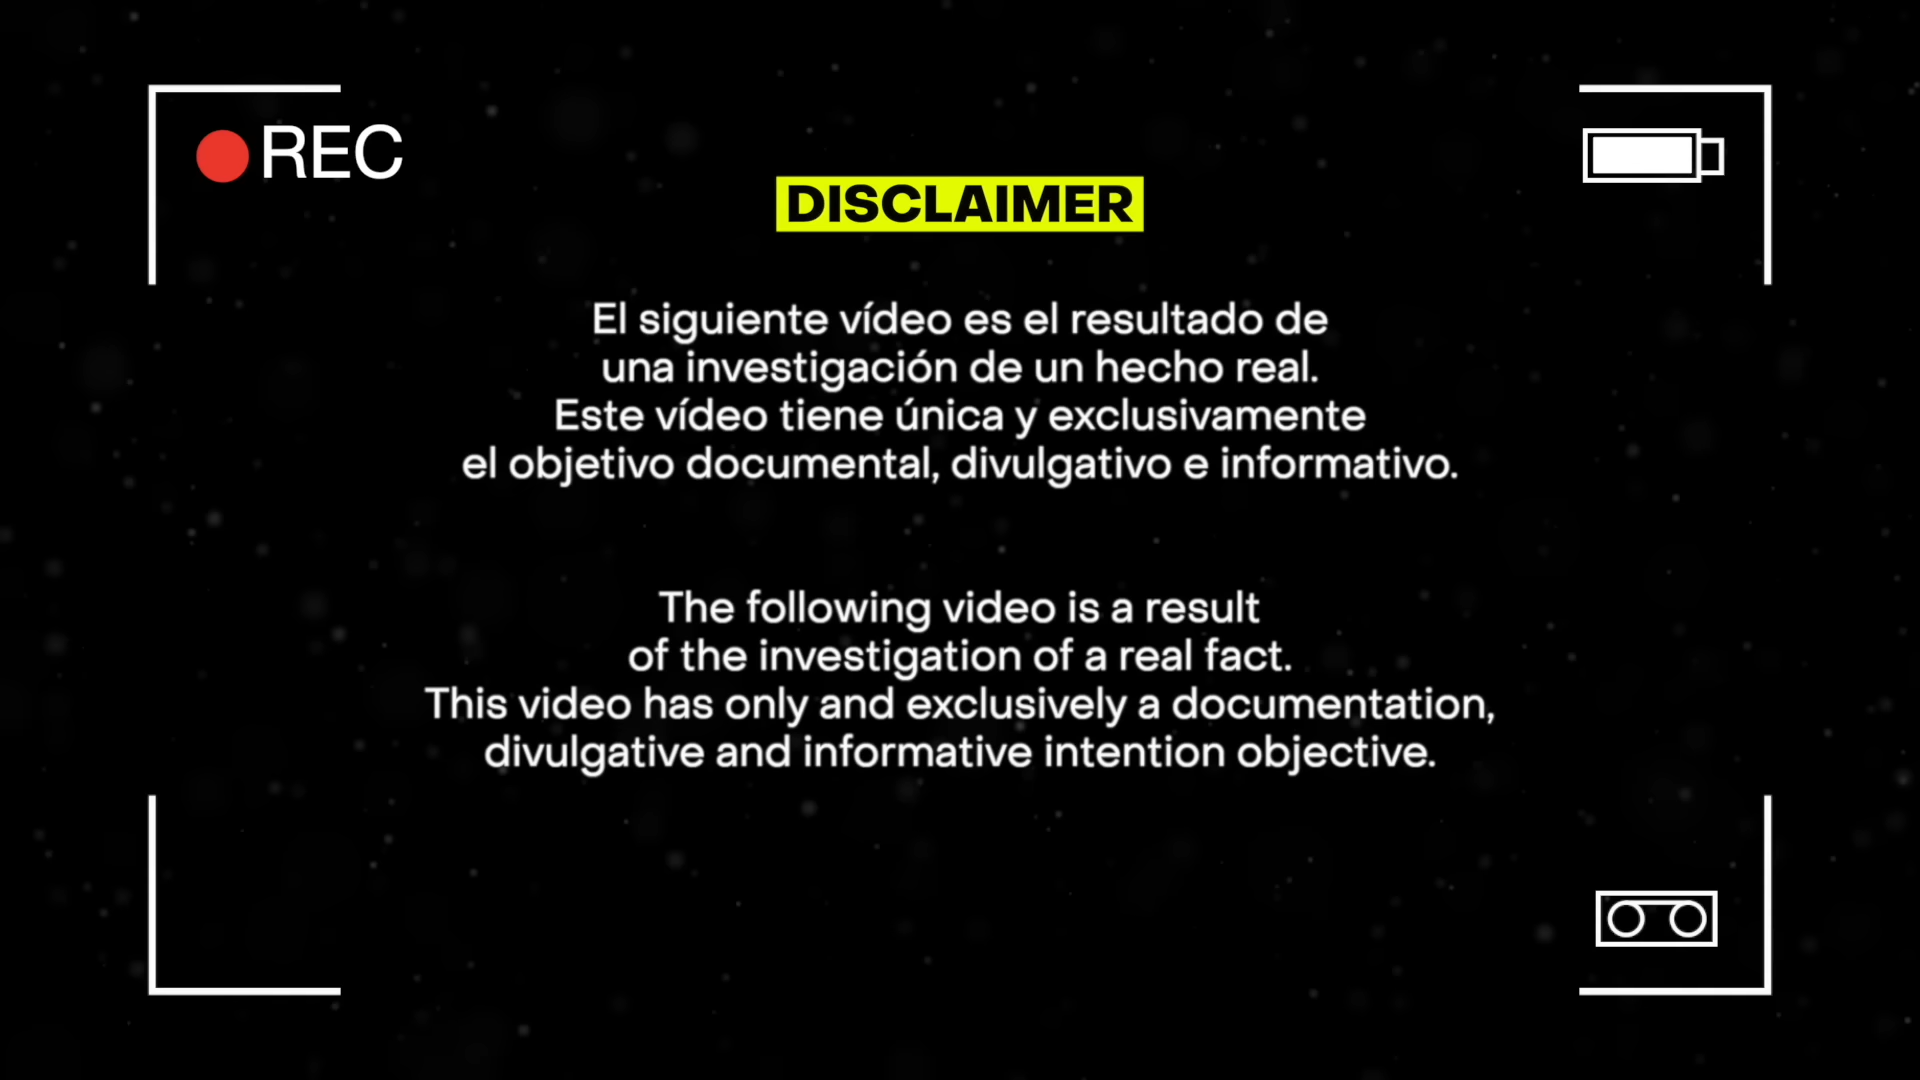 REC
DISCLAIMER
El siguiente vídeo es el resultado de
una investigación de un hecho real.
Este vídeo tiene única y exclusivamente
el objetivo documental, divulgativo e informativo.
The following video is a result
of the investigation of a real fact.
This video has only and exclusively a documentation,
divulgative and informative intention objective.